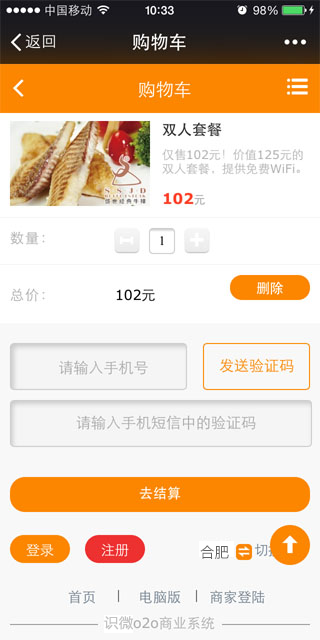 中国移动 10:33 98%
返回 购物车
购物车
双人套餐
仅售102元！价值125元的
双人套餐，提供免费WiFi。
S S J D
102元
数量： 1
总价： 102元 删除
请输入手机号 发送验证码
请输入手机短信中的验证码
去结算
登录 注册 合肥 切换
首页 | 电脑版 | 商家登陆
识微o2o商业系统